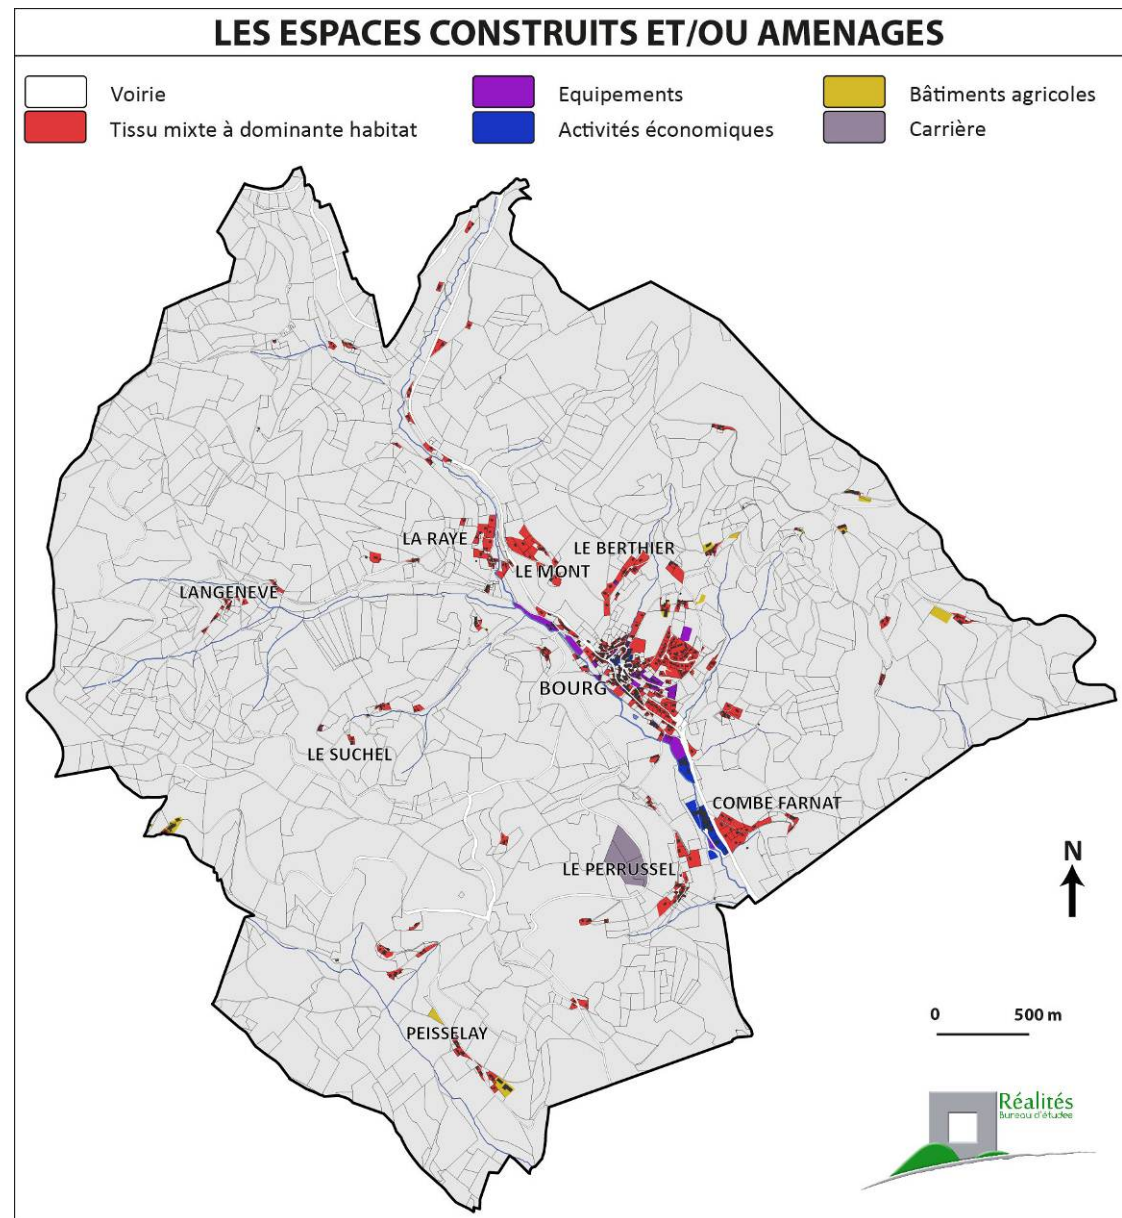 LES ESPACES CONSTRUITS ET/OU AMENAGES
Voirie
Equipements
Bâtiments agricoles
Tissu mixte à dominante habitat
Activités économiques
Carrière
LA RAYE
LE BERTHIER
LE MONT
LANGENEVE
BOURG
LE SUCHEL
COMBE FARNAT
LE PERRUSSEL
N
PEISSELAY
0 500 m
Réalités
Bureau d'études